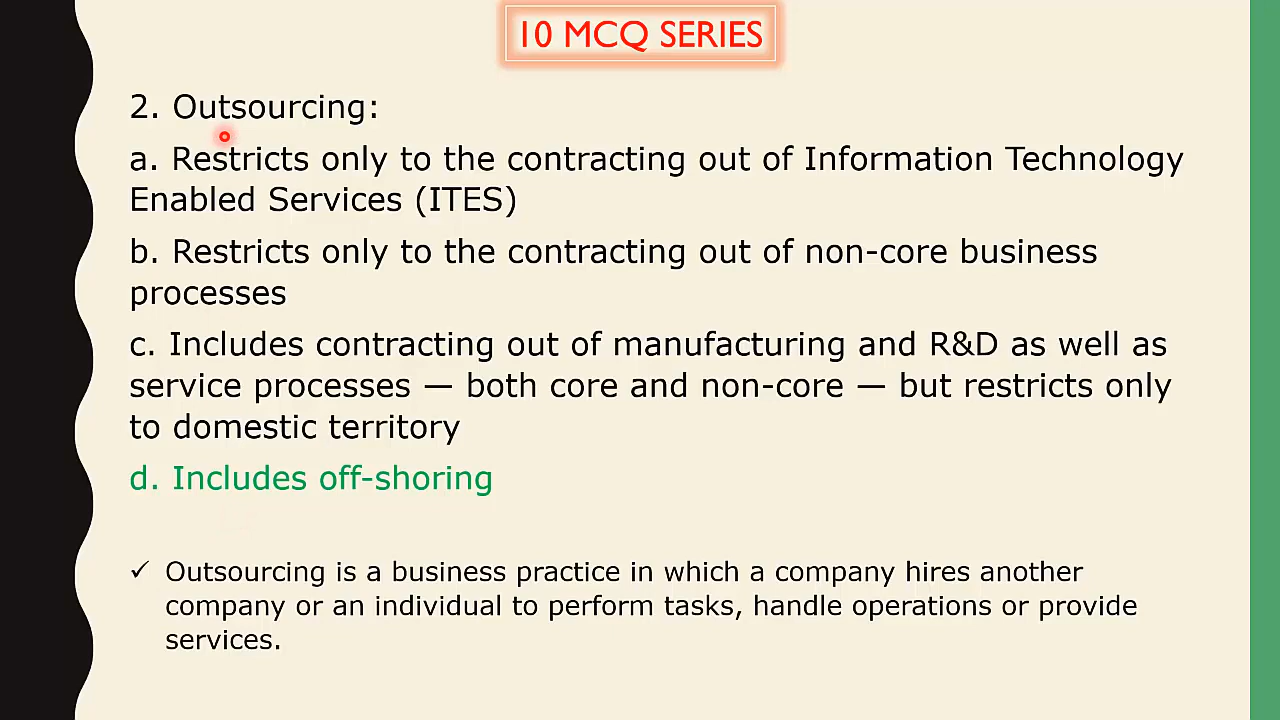 10 MCQ SERIES
2. Outsourcing:
a. Restricts only to the contracting out of Information Technology
Enabled Services (ITES)
b. Restricts only to the contracting out of non-core business
processes
c. Includes contracting out of manufacturing and R&D as well as
service processes — both core and non-core — but restricts only
to domestic territory
d. Includes off-shoring
✓ Outsourcing is a business practice in which a company hires another
company or an individual to perform tasks, handle operations or provide
services.